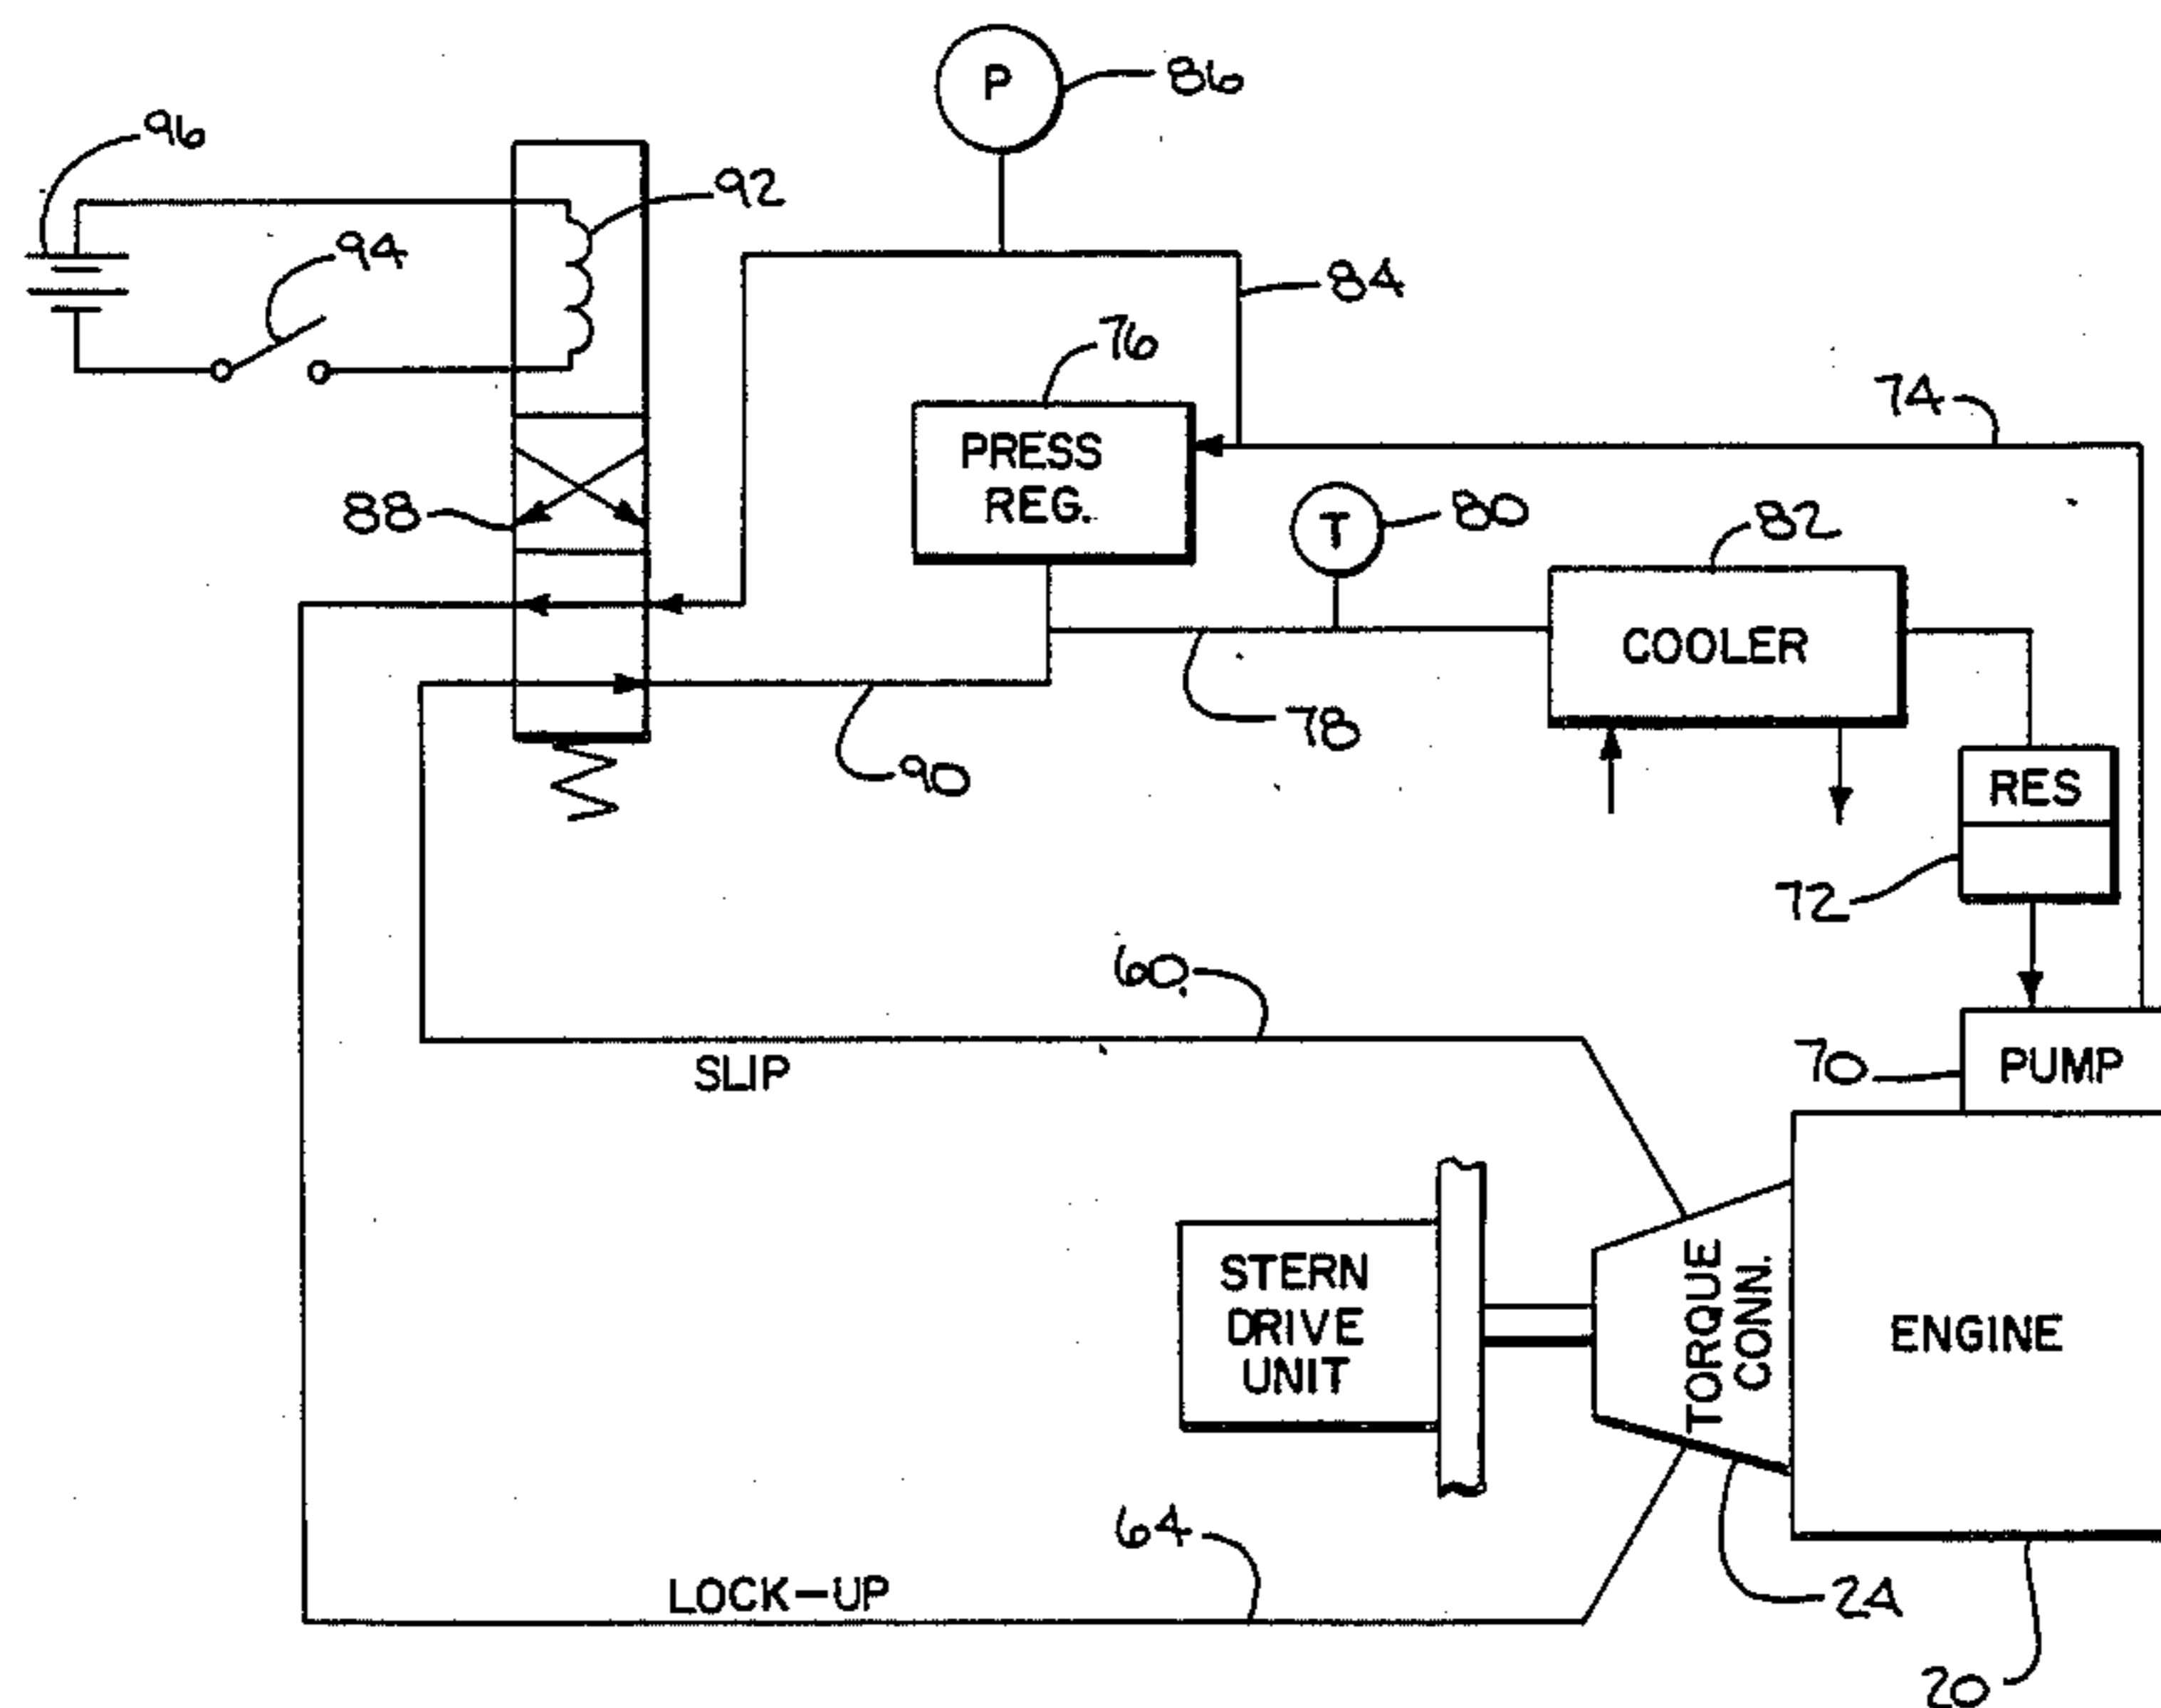 P
86
96
92
94
84
76
74
PRESS
REG.
88
T
80
82
COOLER
78
90
RES
72
60
SLIP
70
PUMP
STERN
DRIVE
UNIT
TORQUE
CONN.
ENGINE
64
LOCK-UP
24
20